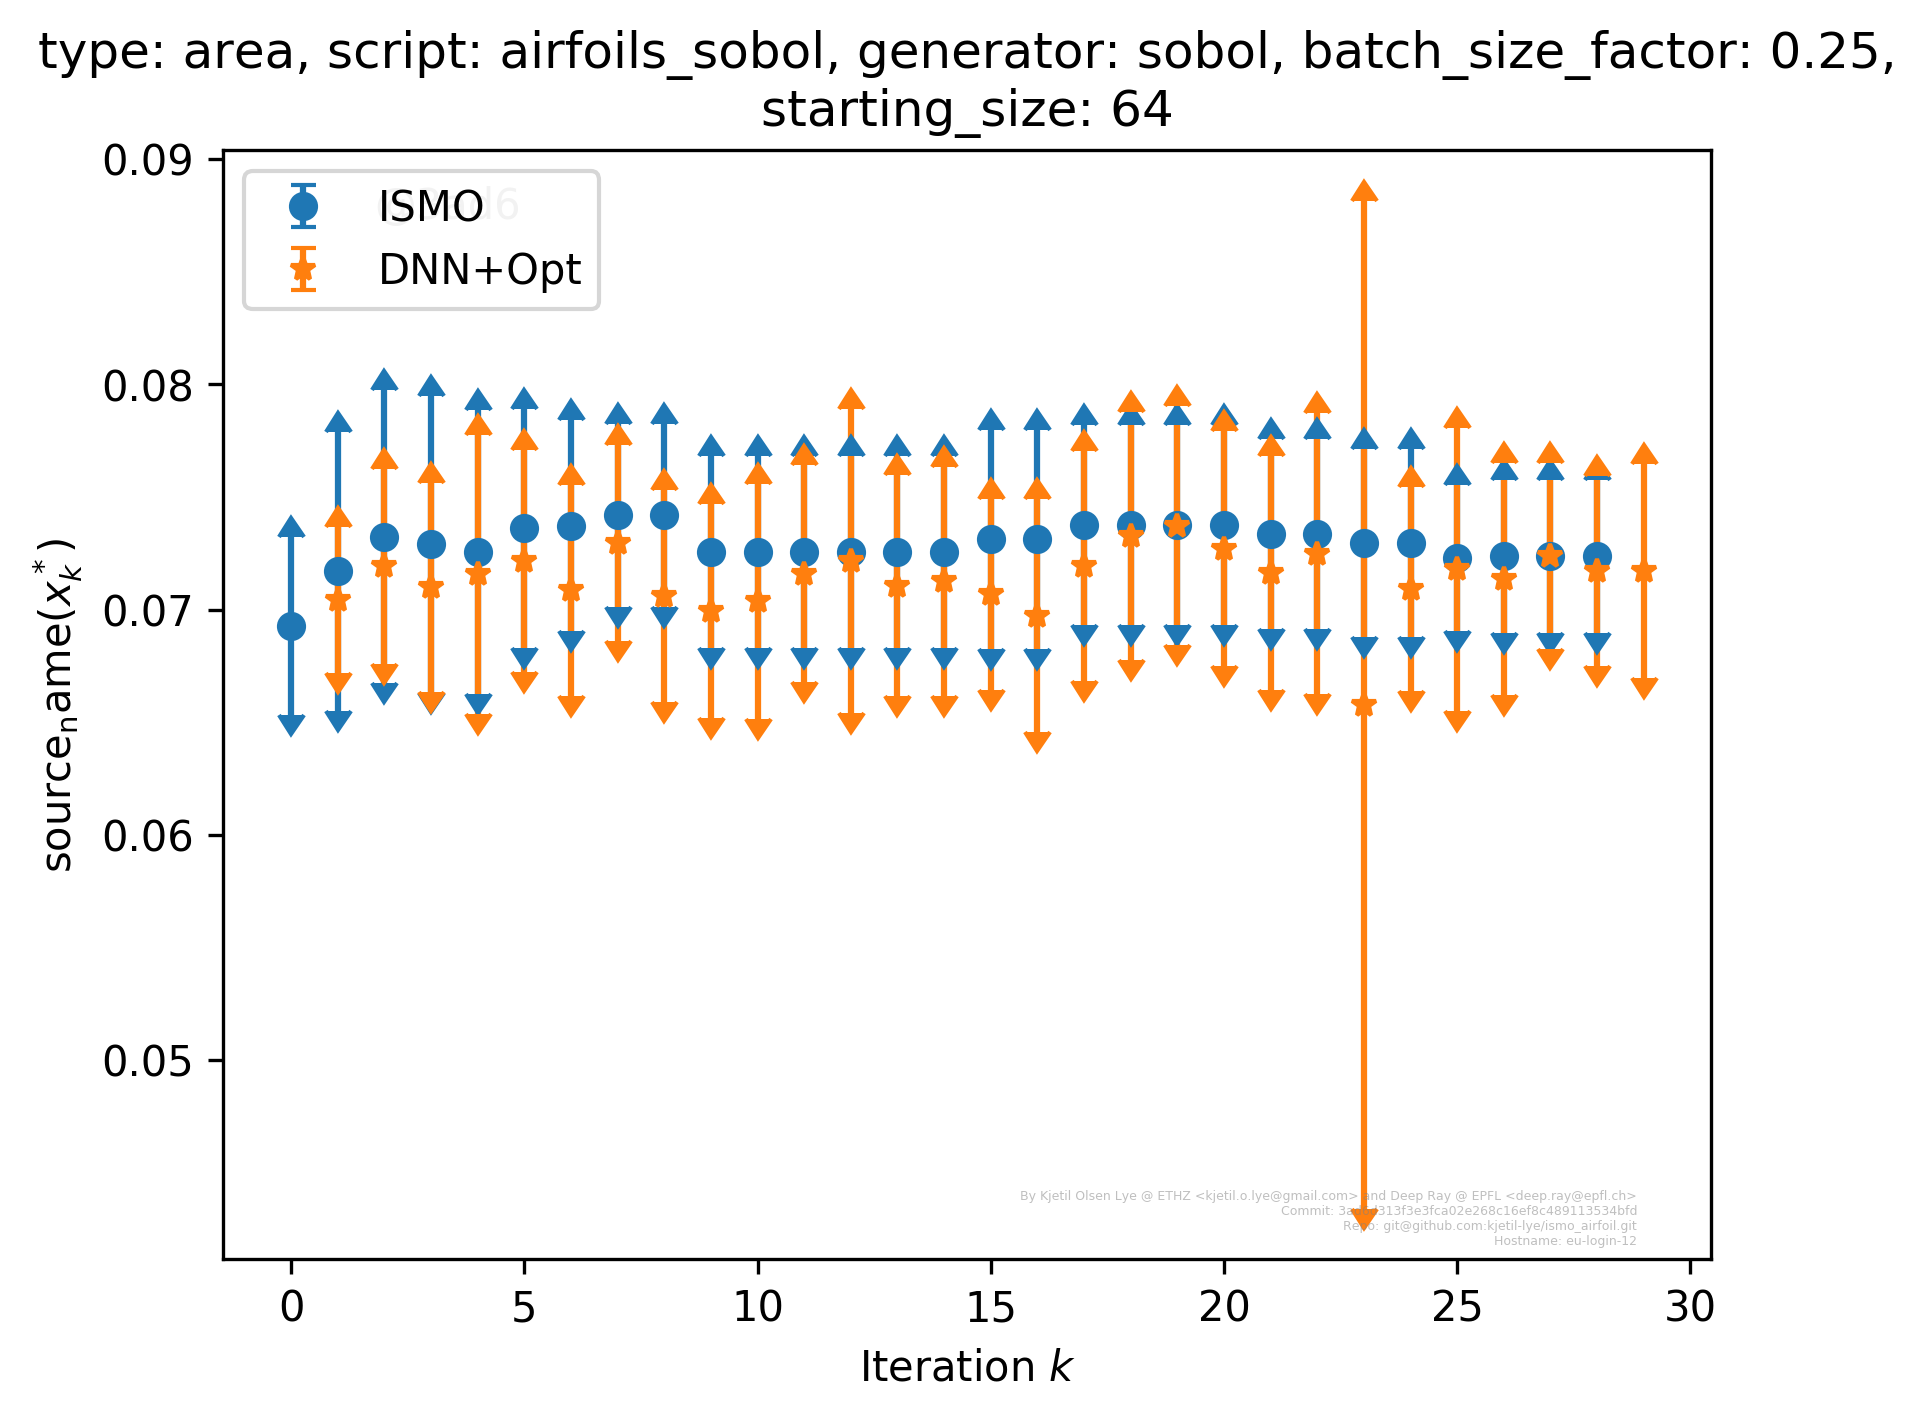 type: area, script: airfoils_sobol, generator: sobol, batch_size_factor: 0.25,
starting_size: 64
0.09
0.08
0.07
0.06
0.05
source_name(x_k^*)
ISMO
DNN+Opt
By Kjetil Olsen Lye @ ETHZ <kjetil.o.lye@gmail.com> and Deep Ray @ EPFL <deep.ray@epfl.ch>
Commit:
Repo: git@github.com:kjetil-lye/ismo_airfoil.git
Hostname: eu-login-12
0 5 10 15 20 25 30
Iteration k